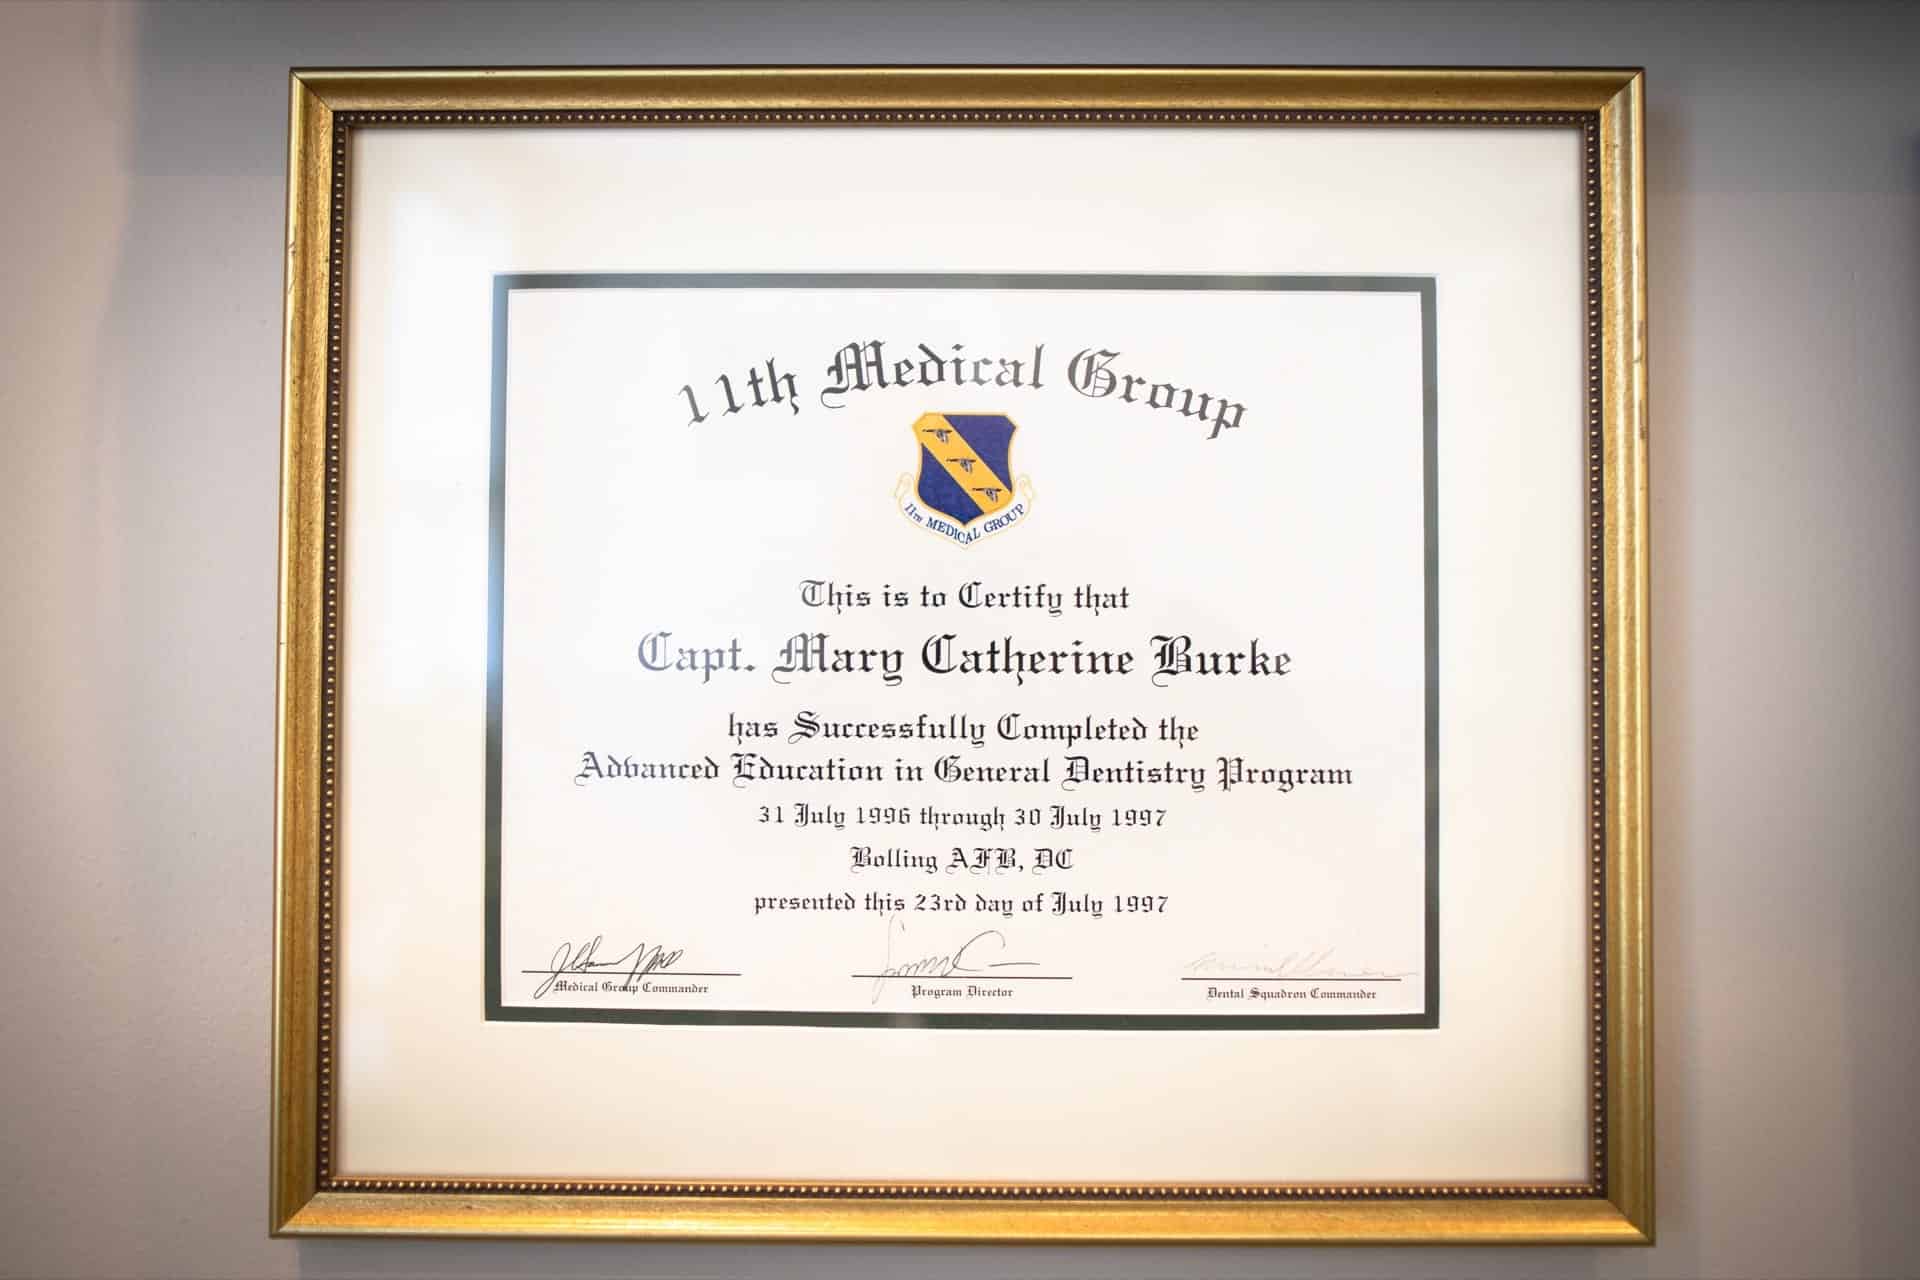 11th Medical Group
11TH MEDICAL GROUP
This is to Certify that
Capt. Mary Catherine Burke
has Successfully Completed the
Advanced Education in General Dentistry Program
31 July 1996 through 30 July 1997
Bolling AFB, DC
presented this 23rd day of July 1997
Medical Group Commander
Program Director
Dental Squadron Commander